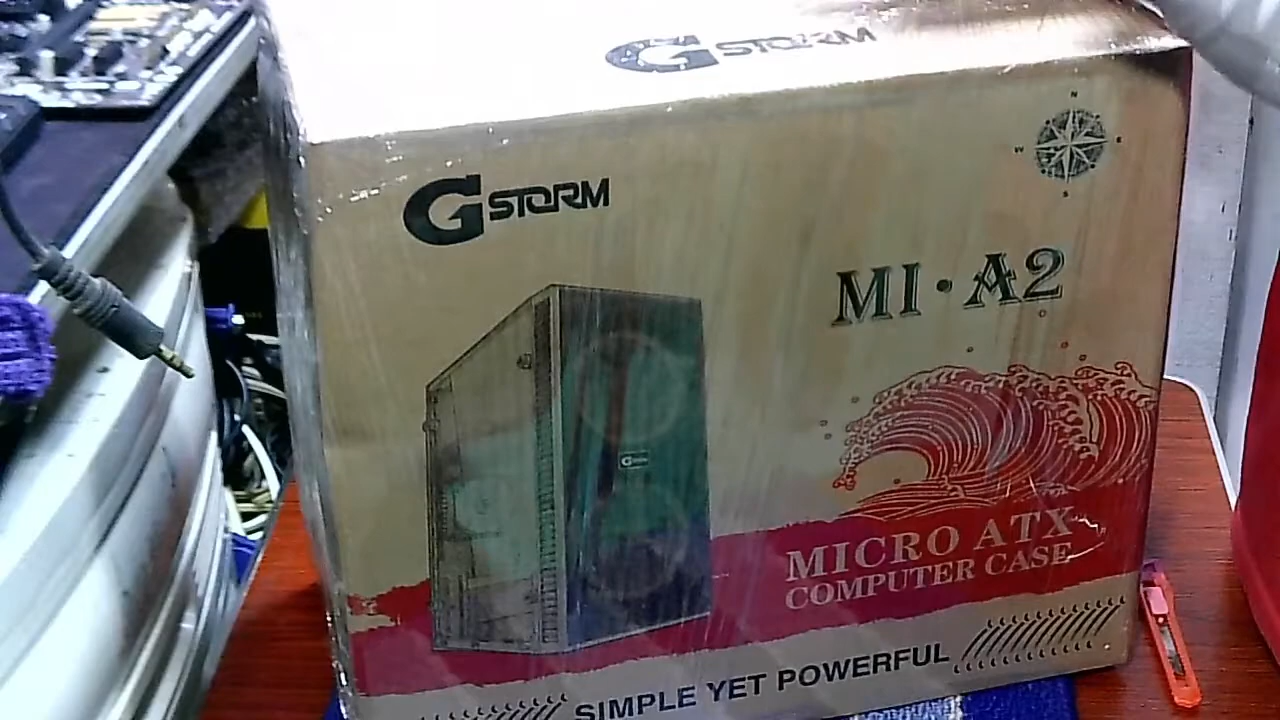 G STORM
N
W E
S
G STORM
MI·A2
G
MICRO ATX
COMPUTER CASE
SIMPLE YET POWERFUL